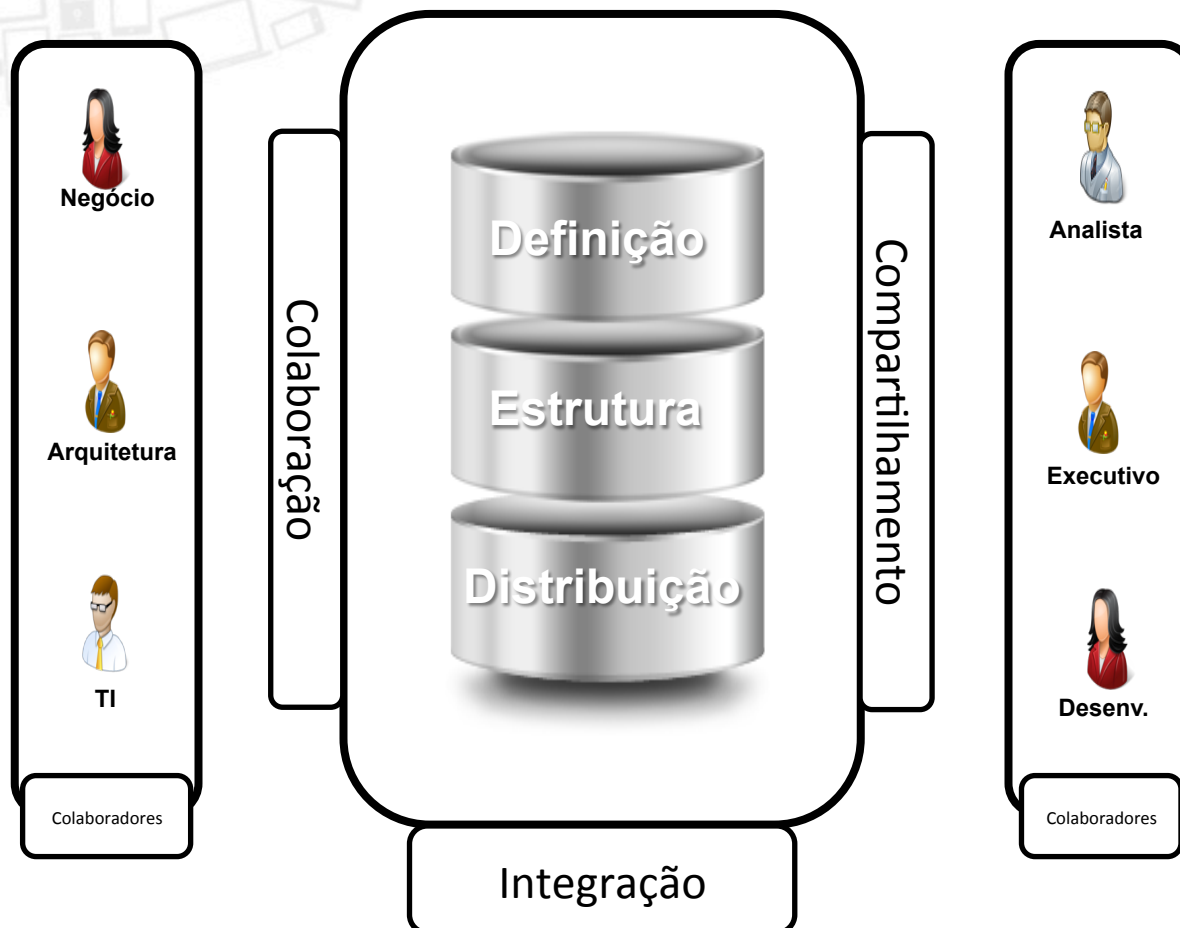 Negócio
Arquitetura
TI
Colaboradores
Colaboração
Definição
Estrutura
Distribuição
Integração
Compartilhamento
Analista
Executivo
Desenv.
Colaboradores